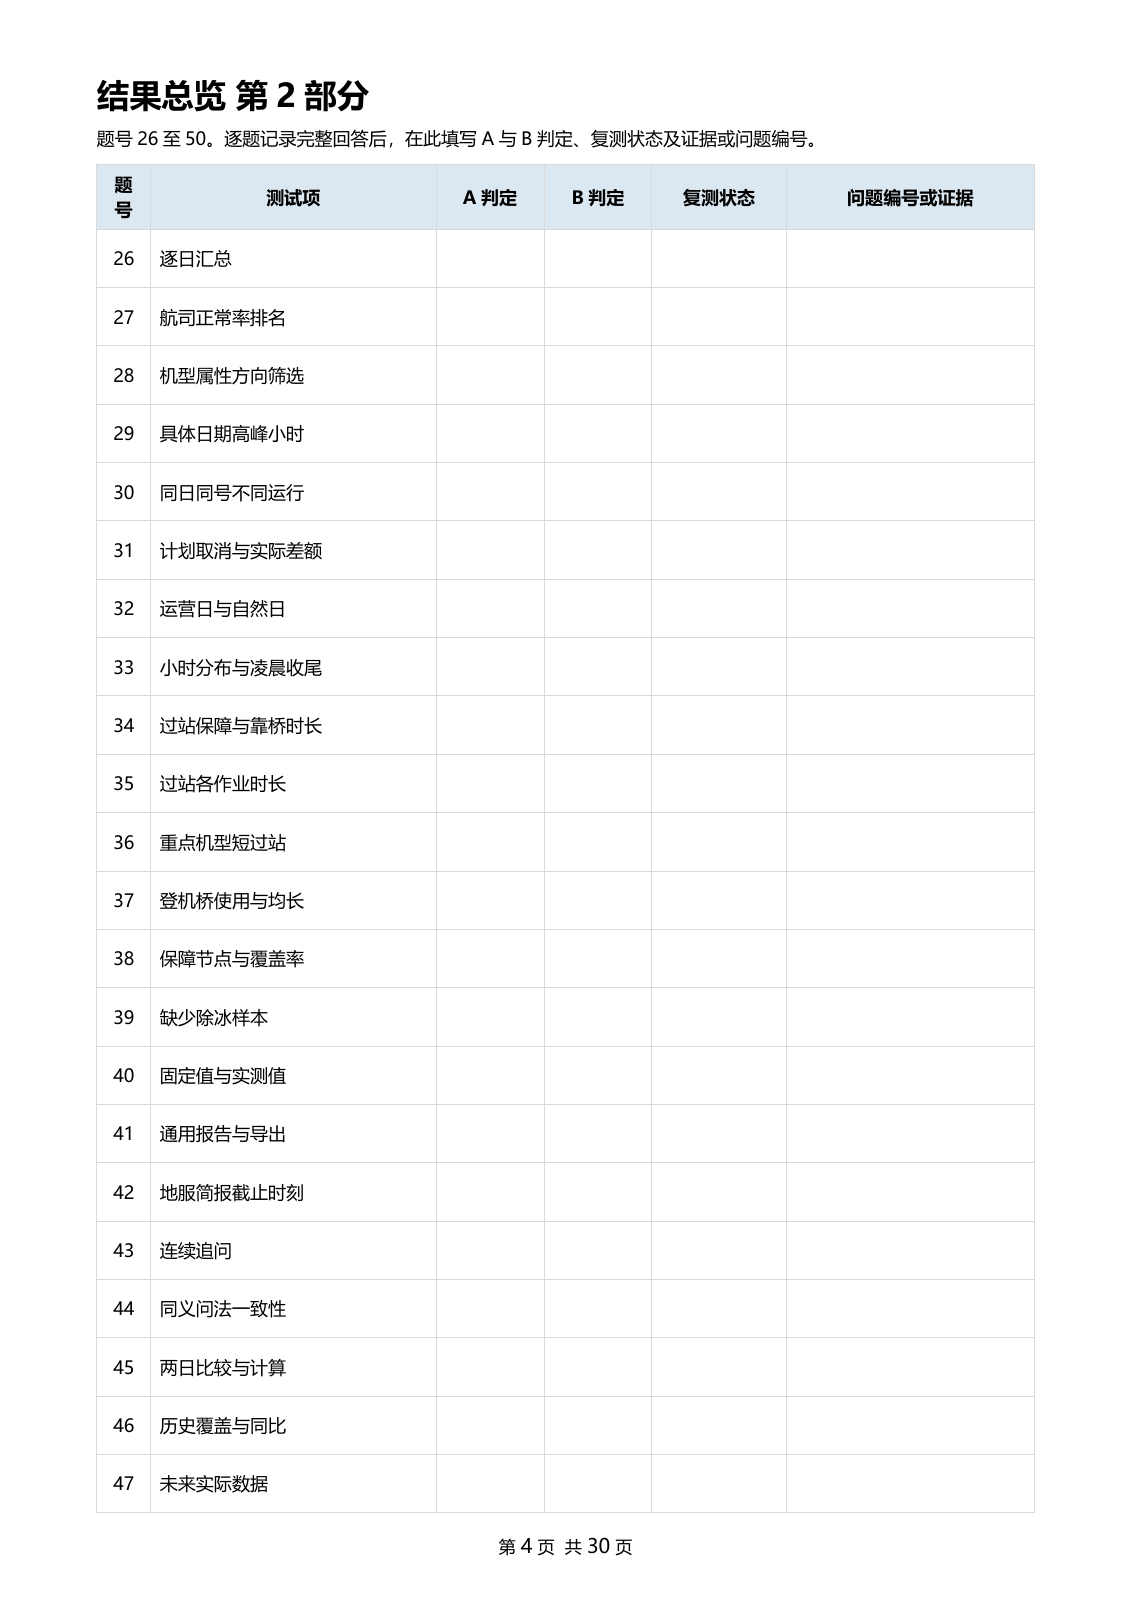 结果总览 第 2 部分
题号 26 至 50。逐题记录完整回答后，在此填写 A 与 B 判定、复测状态及证据或问题编号。
题号 测试项 A 判定 B 判定 复测状态 问题编号或证据
26 逐日汇总
27 航司正常率排名
28 机型属性方向筛选
29 具体日期高峰小时
30 同日同号不同运行
31 计划取消与实际差额
32 运营日与自然日
33 小时分布与凌晨收尾
34 过站保障与靠桥时长
35 过站各作业时长
36 重点机型短过站
37 登机桥使用与均长
38 保障节点与覆盖率
39 缺少除冰样本
40 固定值与实测值
41 通用报告与导出
42 地服简报截止时刻
43 连续追问
44 同义问法一致性
45 两日比较与计算
46 历史覆盖与同比
47 未来实际数据
第 4 页 共 30 页